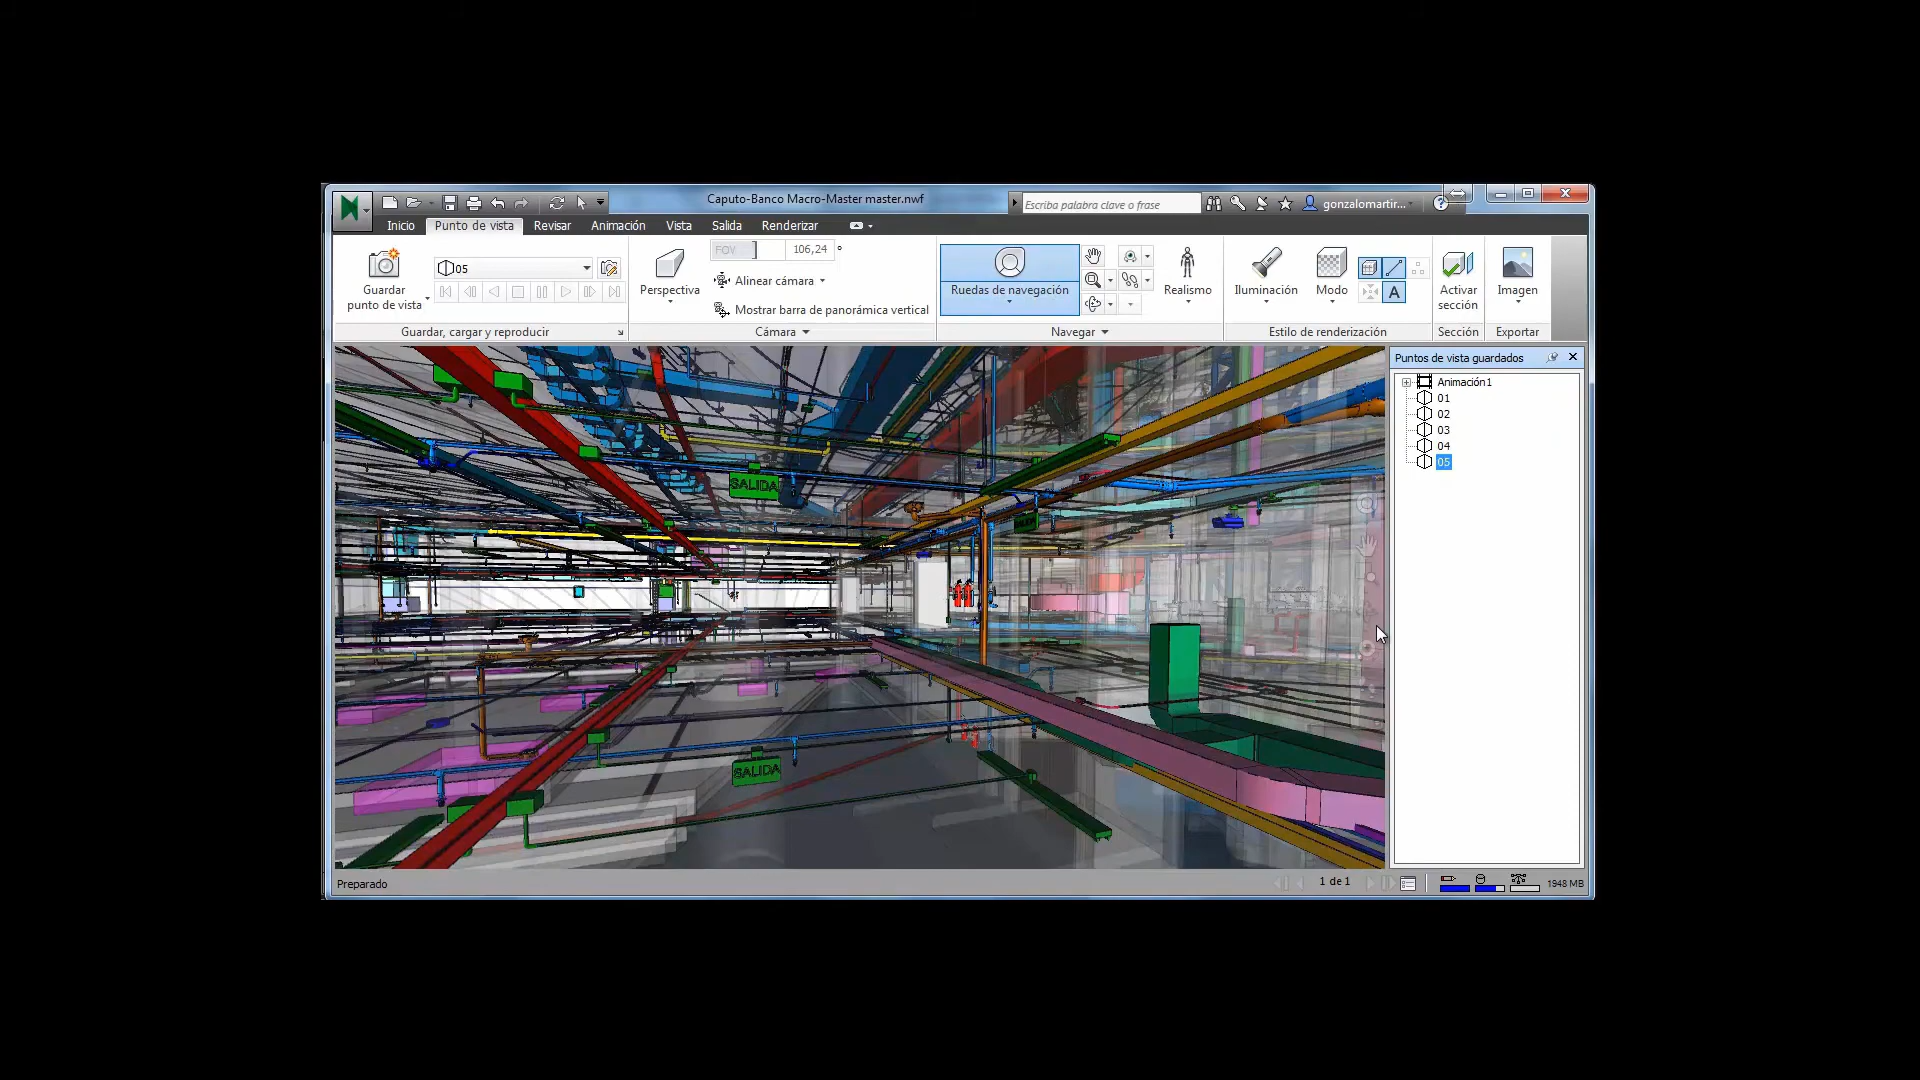 Caputo-Banco Macro-Master master.nwf
Escriba palabra clave o frase
gonzalomartir...
Inicio
Punto de vista
Revisar
Animación
Vista
Salida
Renderizar
Guardar
punto de vista
05
Guardar, cargar y reproducir
Perspectiva
FOV
106,24 °
Alinear cámara
Mostrar barra de panorámica vertical
Cámara
Ruedas de navegación
Realismo
Navegar
Iluminación
Modo
A
Estilo de renderización
Activar
sección
Sección
Imagen
Exportar
Puntos de vista guardados
Animación1
01
02
03
04
05
SALIDA
SALIDA
Preparado
1 de 1
1948 MB